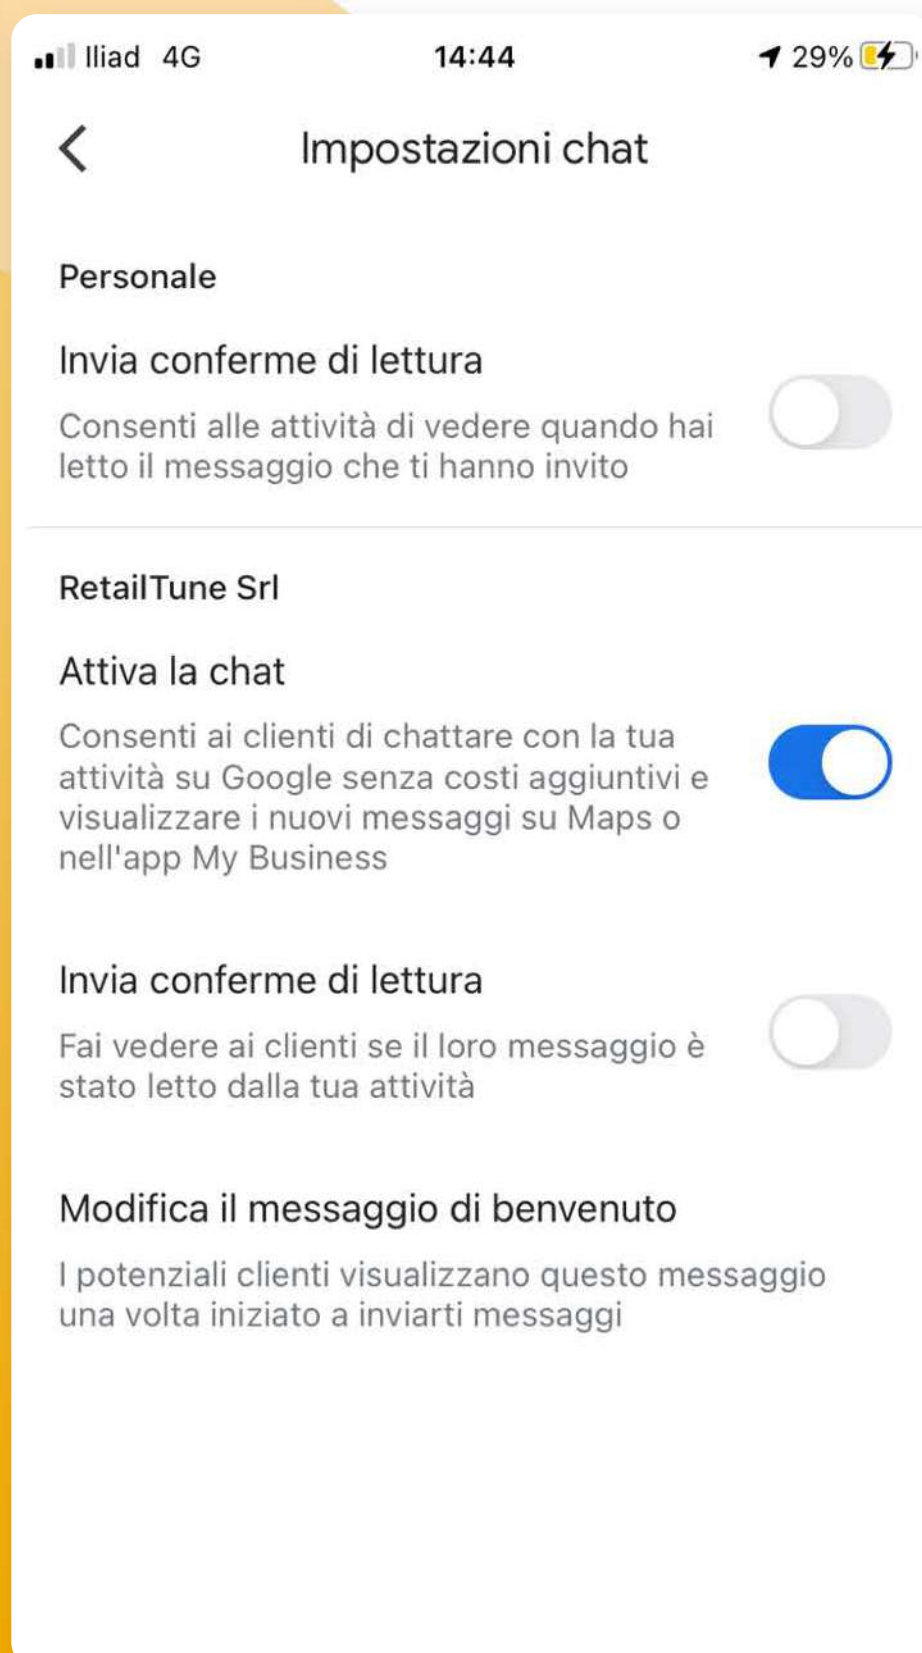 Iliad 4G 14:44 29%
Impostazioni chat
Personale
Invia conferme di lettura
Consenti alle attività di vedere quando hai
letto il messaggio che ti hanno invito
RetailTune Srl
Attiva la chat
Consenti ai clienti di chattare con la tua
attività su Google senza costi aggiuntivi e
visualizzare i nuovi messaggi su Maps o
nell'app My Business
Invia conferme di lettura
Fai vedere ai clienti se il loro messaggio è
stato letto dalla tua attività
Modifica il messaggio di benvenuto
I potenziali clienti visualizzano questo messaggio
una volta iniziato a inviarti messaggi